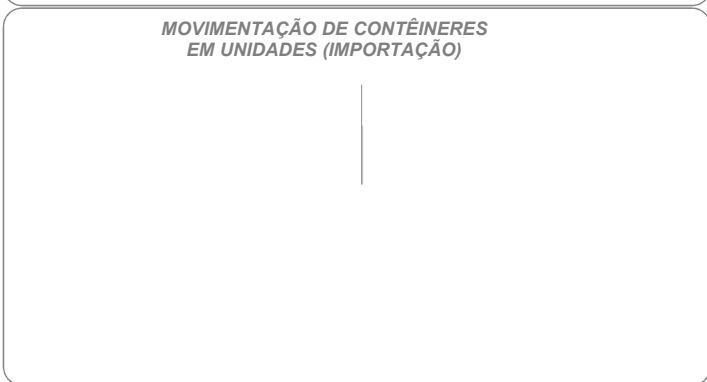 MOVIMENTAÇÃO DE CONTÊINERES
EM UNIDADES (IMPORTAÇÃO)